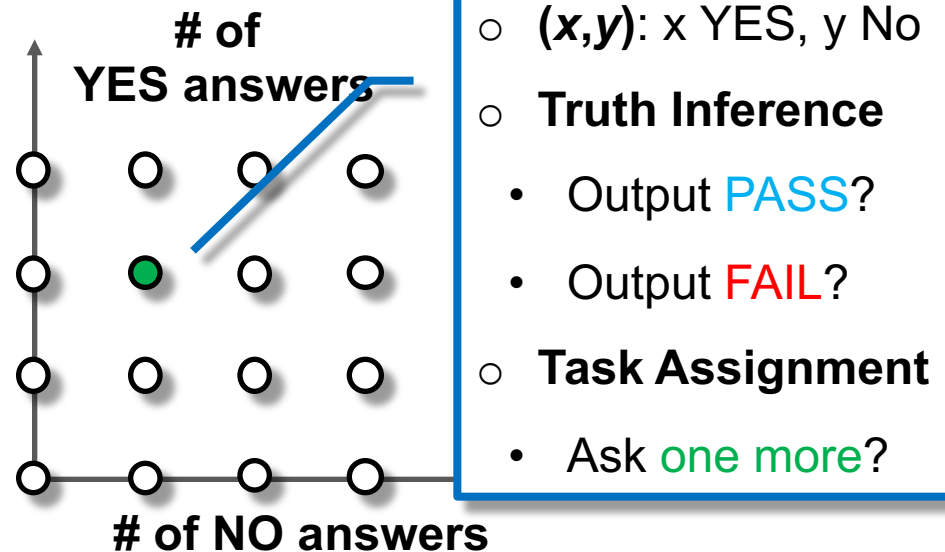 # of
YES answers
# of NO answers
○ (x,y): x YES, y No
○ Truth Inference
• Output PASS?
• Output FAIL?
○ Task Assignment
• Ask one more?